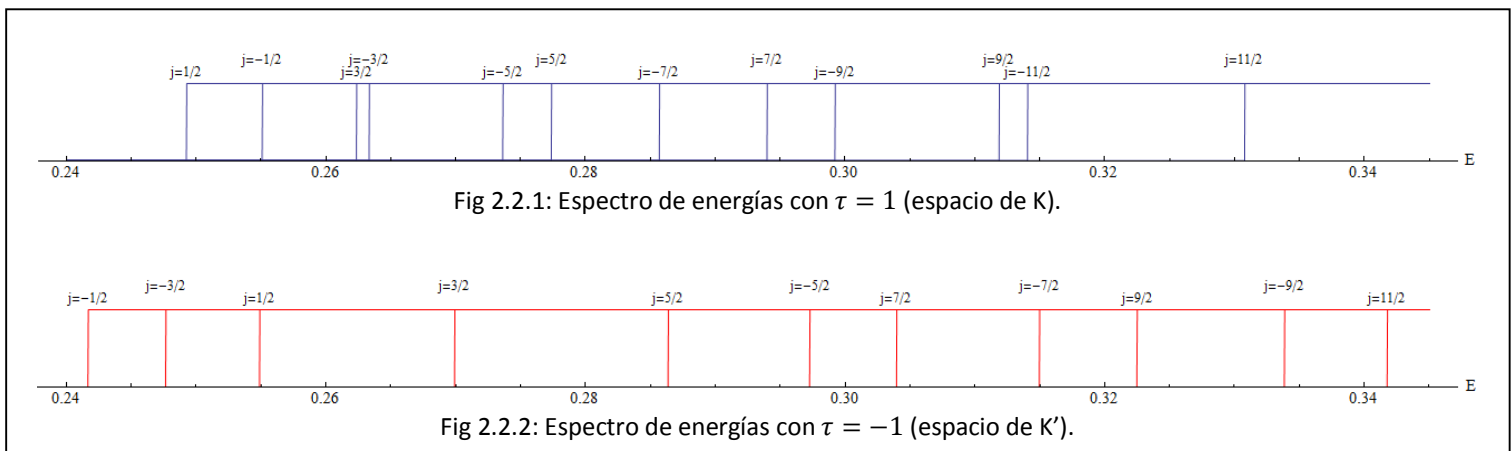 j=−1/2 j=−3/2 j=5/2 j=7/2 j=9/2 j=11/2
j=1/2 j=3/2 j=−5/2 j=−7/2 j=−9/2 j=−11/2
E
0.24 0.26 0.28 0.30 0.32 0.34
Fig 2.2.1: Espectro de energías con τ = 1 (espacio de K).
j=−3/2 j=3/2 j=−5/2 j=−7/2 j=−9/2
j=−1/2 j=1/2 j=5/2 j=7/2 j=9/2 j=11/2
E
0.24 0.26 0.28 0.30 0.32 0.34
Fig 2.2.2: Espectro de energías con τ = −1 (espacio de K’).